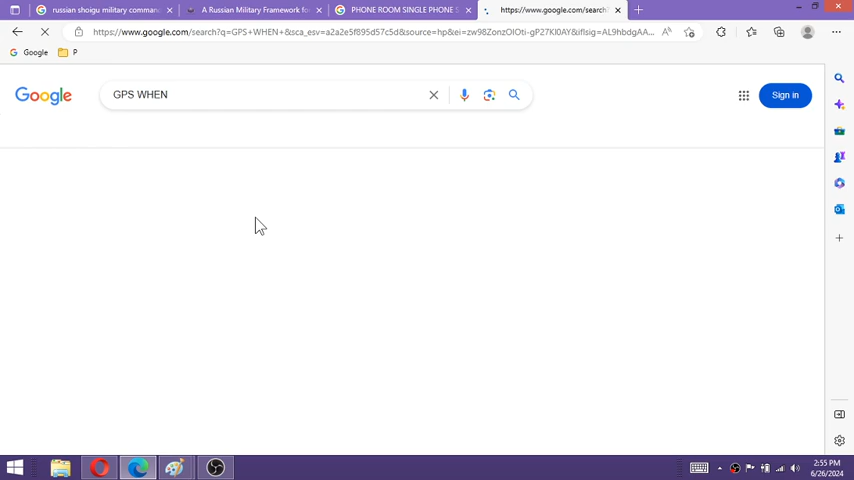 russian shoigu military comman
A Russian Military Framework fo
PHONE ROOM SINGLE PHONE S
https://www.google.com/search?
https://www.google.com/search?q=GPS+WHEN+&sca_esv=a2a2e5f895d57c5d&source=hp&ei=zw98ZonzOIOti-gP27KI0AY&iflsig=AL9hbdgAA...
Google
P
Google
GPS WHEN
Sign in
2:55 PM
6/26/2024